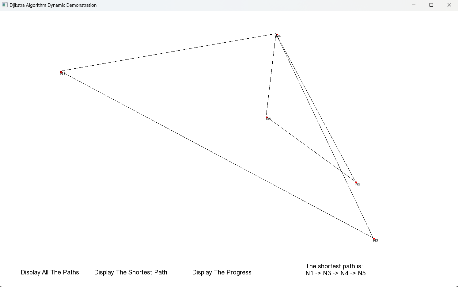 Dijkstra Algorithm Dynamic Demonstration
Display All The Paths
Display The Shortest Path
Display The Progress
The shortest path is
N1 -> N3 -> N4 -> N5